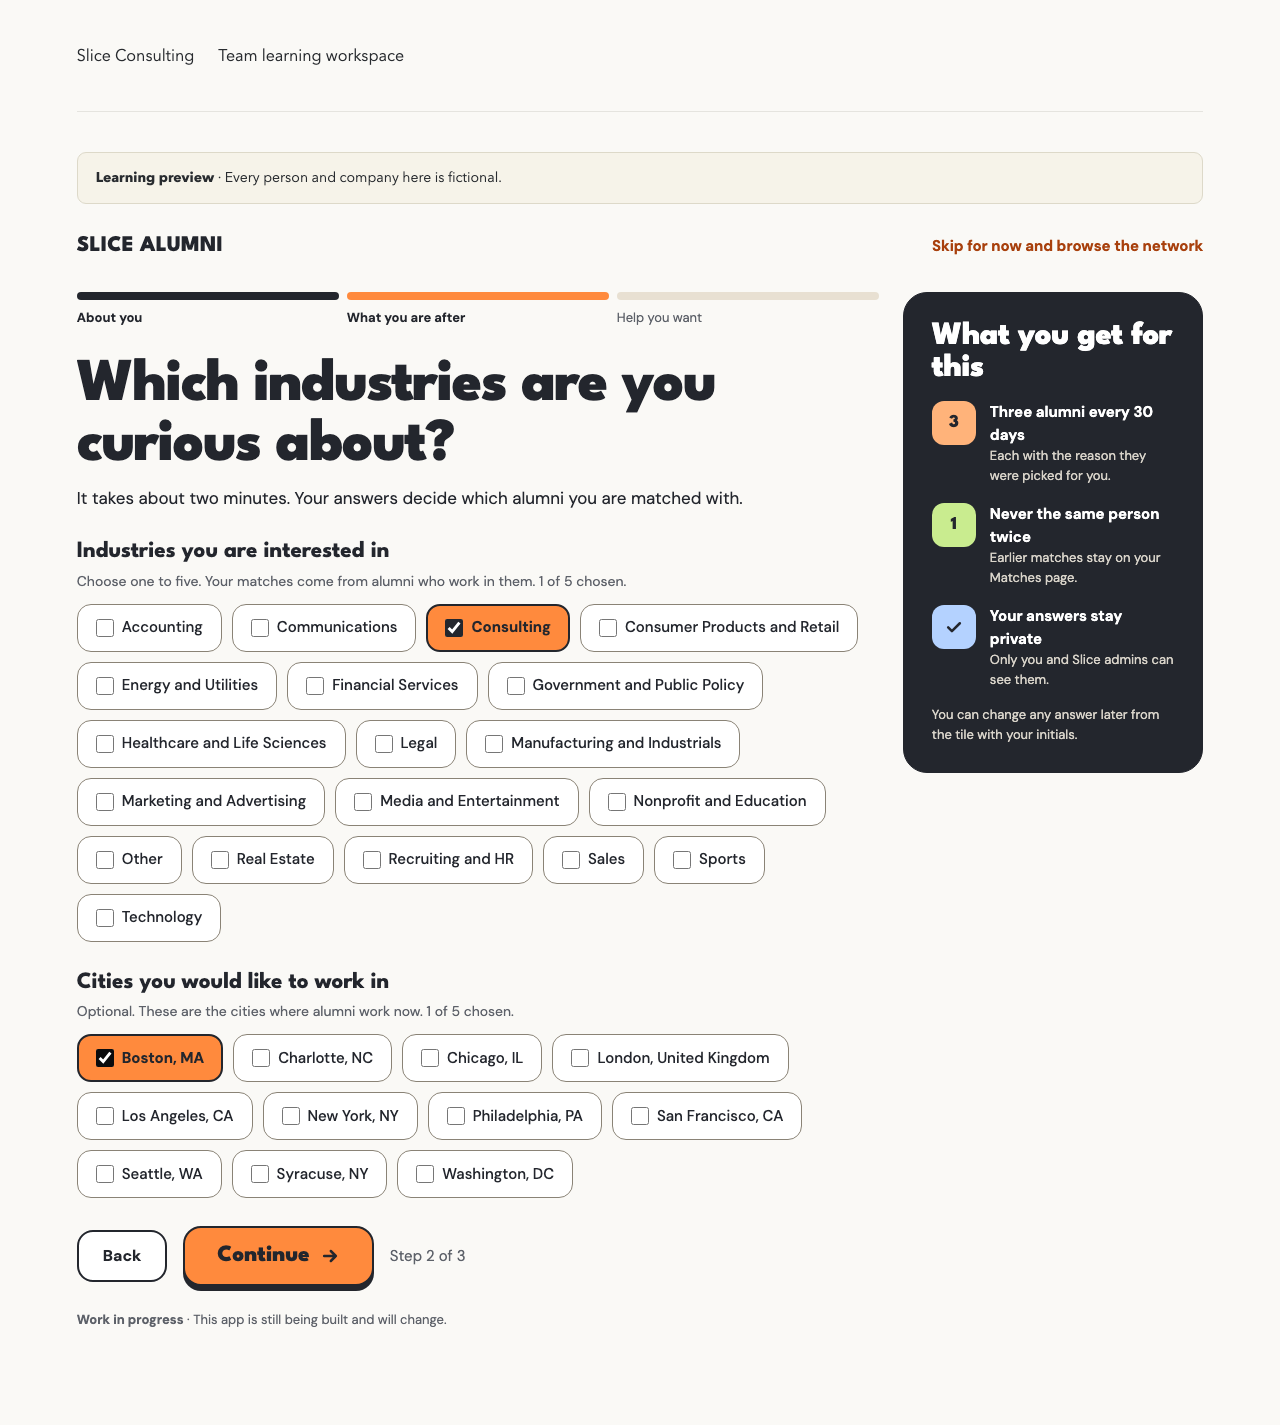 Slice Consulting Team learning workspace
Learning preview · Every person and company here is fictional.
SLICE ALUMNI
Skip for now and browse the network
About you
What you are after
Help you want
Which industries are you
curious about?
It takes about two minutes. Your answers decide which alumni you are matched with.
Industries you are interested in
Choose one to five. Your matches come from alumni who work in them. 1 of 5 chosen.
Accounting
Communications
Consulting
Consumer Products and Retail
Energy and Utilities
Financial Services
Government and Public Policy
Healthcare and Life Sciences
Legal
Manufacturing and Industrials
Marketing and Advertising
Media and Entertainment
Nonprofit and Education
Other
Real Estate
Recruiting and HR
Sales
Sports
Technology
Cities you would like to work in
Optional. These are the cities where alumni work now. 1 of 5 chosen.
Boston, MA
Charlotte, NC
Chicago, IL
London, United Kingdom
Los Angeles, CA
New York, NY
Philadelphia, PA
San Francisco, CA
Seattle, WA
Syracuse, NY
Washington, DC
Back
Continue →
Step 2 of 3
Work in progress · This app is still being built and will change.
What you get for
this
3
Three alumni every 30
days
Each with the reason they
were picked for you.
1
Never the same person
twice
Earlier matches stay on your
Matches page.
Your answers stay
private
Only you and Slice admins can
see them.
You can change any answer later from
the tile with your initials.